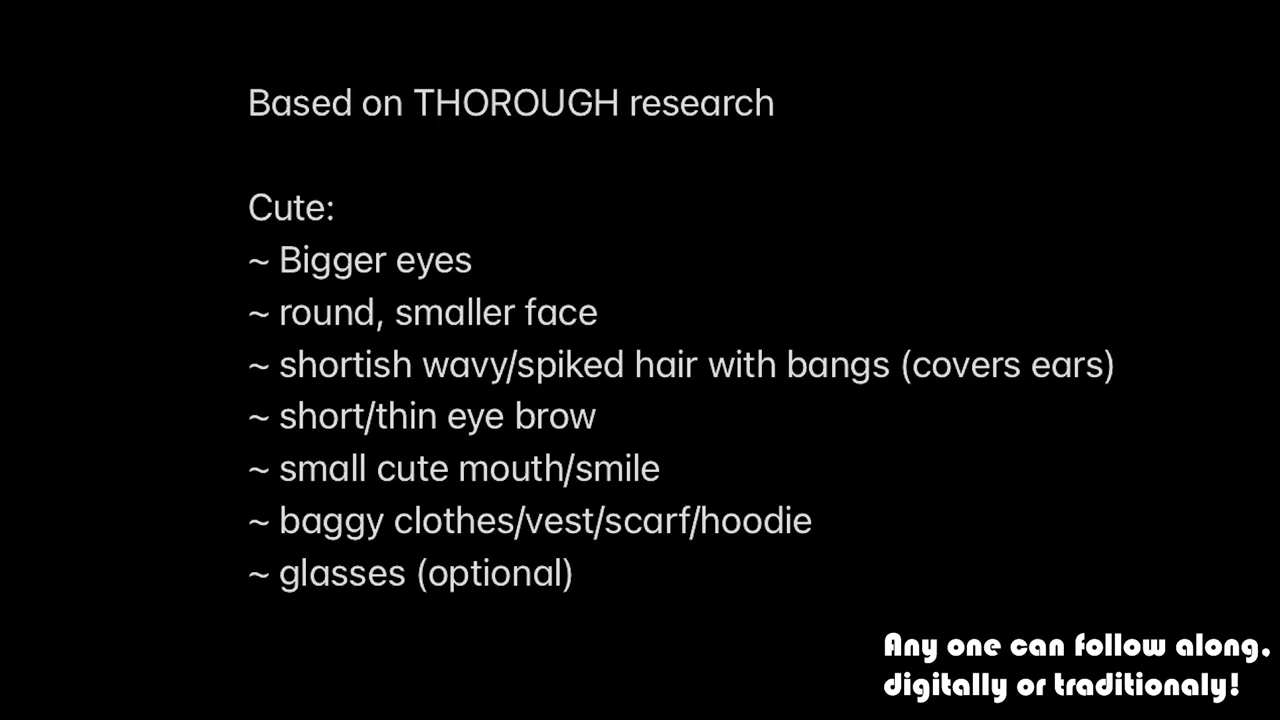 Based on THOROUGH research
Cute:
~ Bigger eyes
~ round, smaller face
~ shortish wavy/spiked hair with bangs (covers ears)
~ short/thin eye brow
~ small cute mouth/smile
~ baggy clothes/vest/scarf/hoodie
~ glasses (optional)
Any one can follow along,
digitally or traditionaly!